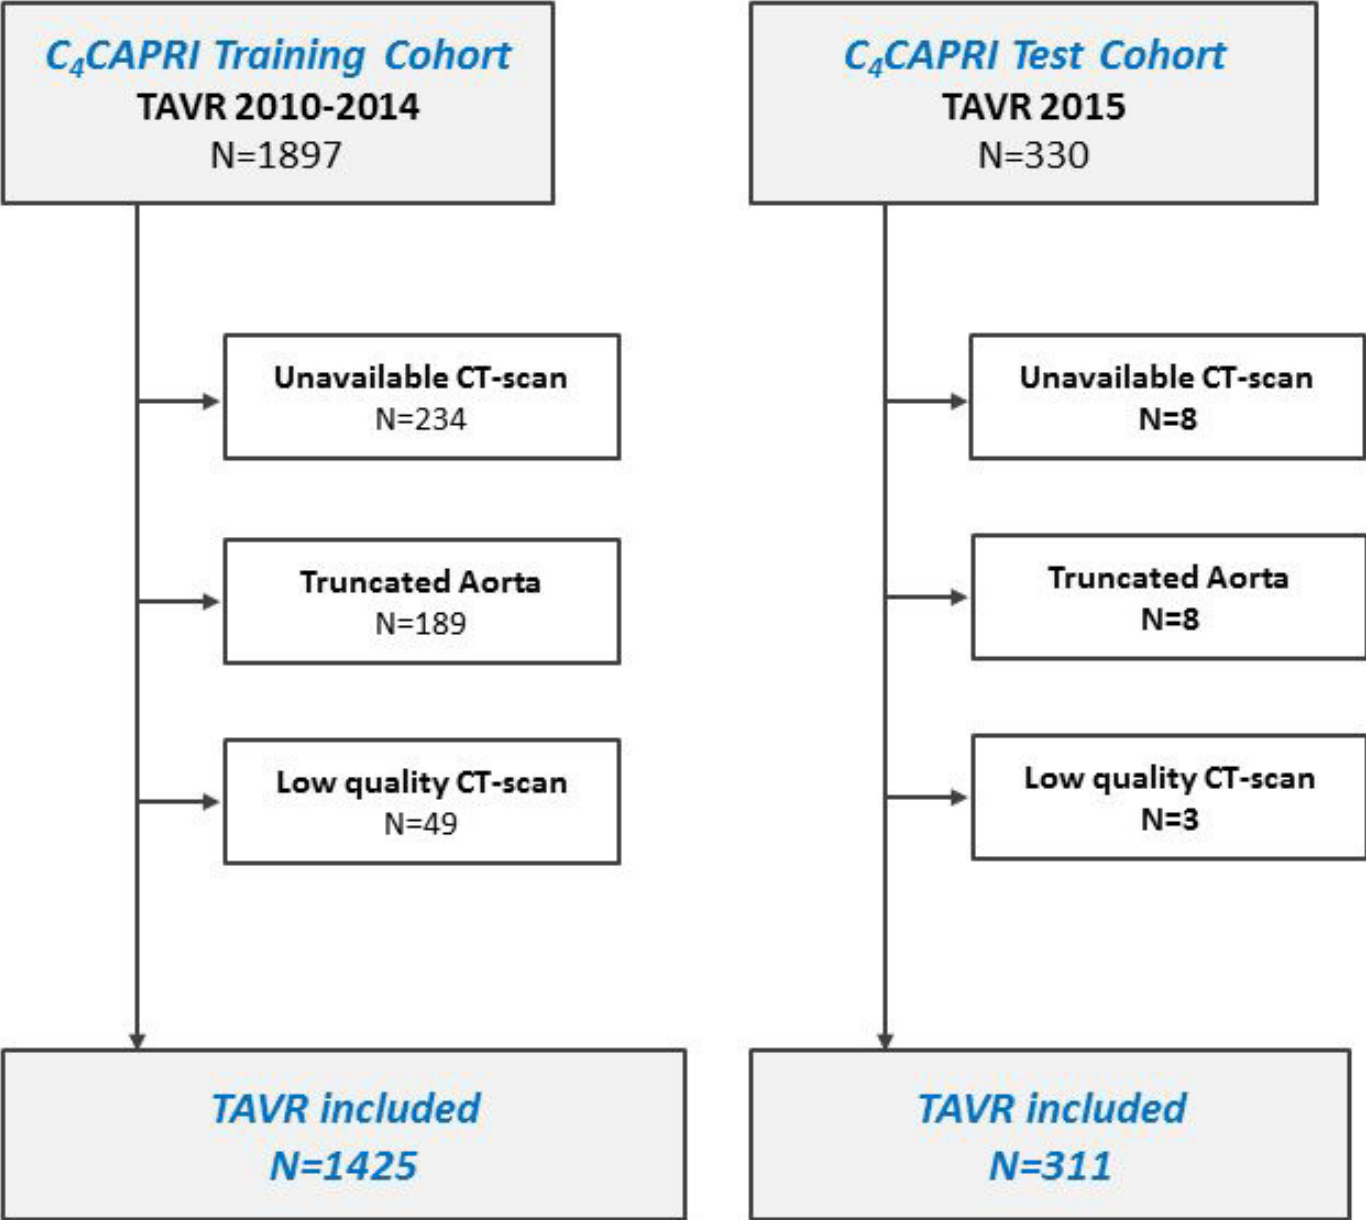 C₄CAPRI Training Cohort
TAVR 2010-2014
N=1897
Unavailable CT-scan
N=234
Truncated Aorta
N=189
Low quality CT-scan
N=49
TAVR included
N=1425
C₄CAPRI Test Cohort
TAVR 2015
N=330
Unavailable CT-scan
N=8
Truncated Aorta
N=8
Low quality CT-scan
N=3
TAVR included
N=311